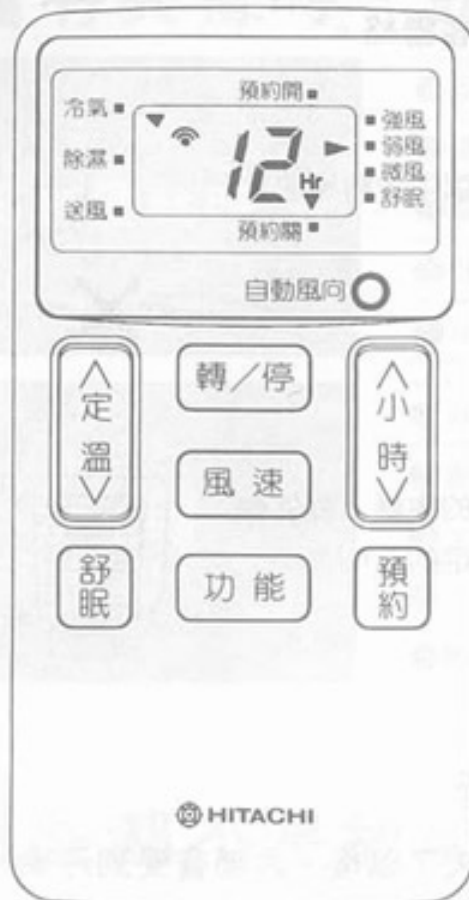 預約開
冷氣
除濕
送風
12
Hr
強風
弱風
微風
舒眠
預約關
自動風向
定溫
轉／停
小時
風速
舒眠
功能
預約
HITACHI